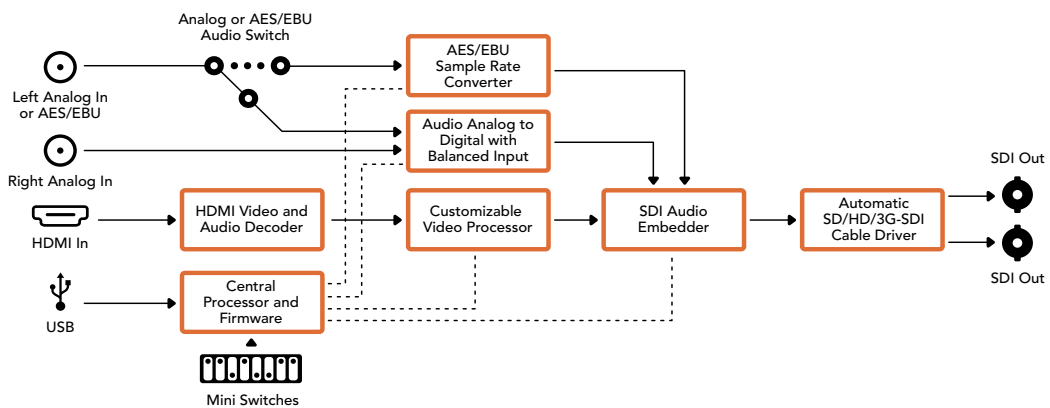 Analog or AES/EBU
Audio Switch
Left Analog In
or AES/EBU
AES/EBU
Sample Rate
Converter
Audio Analog to
Digital with
Balanced Input
Right Analog In
HDMI In
HDMI Video and
Audio Decoder
Customizable
Video Processor
SDI Audio
Embedder
Automatic
SD/HD/3G-SDI
Cable Driver
SDI Out
SDI Out
USB
Central
Processor and
Firmware
Mini Switches